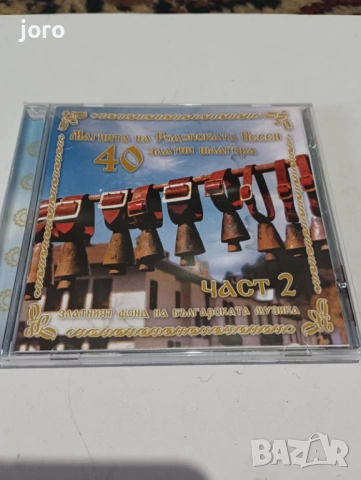 © joro
Магията на Родопската Песен
40 златни шлагера
част 2
златният фонд на българската музика
BAZAR